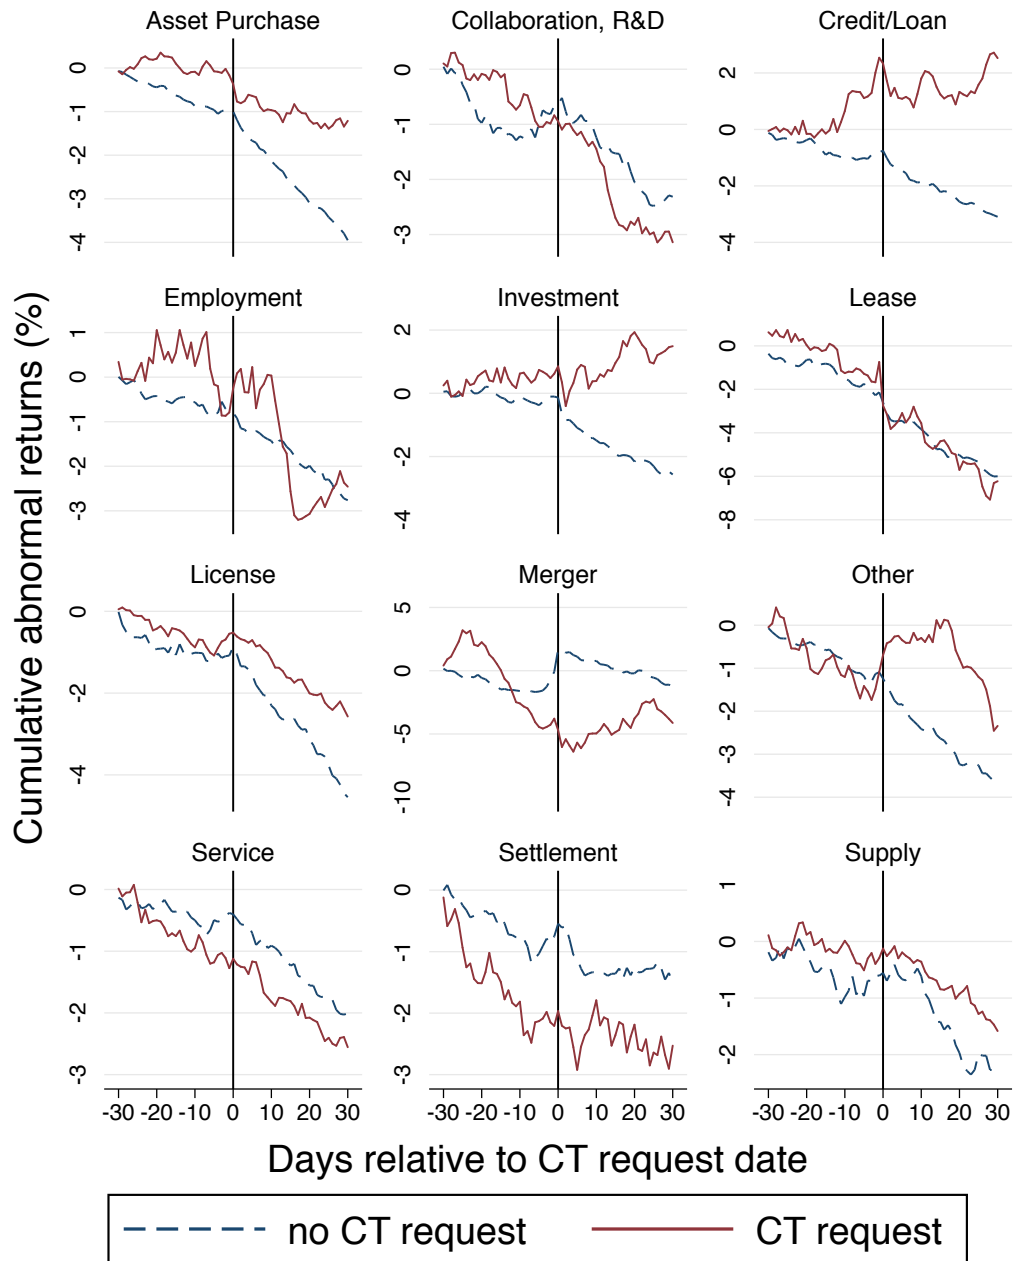 Asset Purchase
Collaboration, R&D
Credit/Loan
0
-1
-2
-3
-4
0
-1
-2
-3
2
0
-2
-4
Employment
Investment
Lease
1
0
-1
-2
-3
2
0
-2
-4
0
-2
-4
-6
-8
License
Merger
Other
0
-2
-4
5
0
-5
-10
0
-1
-2
-3
-4
Service
Settlement
Supply
0
-1
-2
-3
0
-1
-2
-3
1
0
-1
-2
-30 -20 -10 0 10 20 30
-30 -20 -10 0 10 20 30
-30 -20 -10 0 10 20 30
Cumulative abnormal returns (%)
Days relative to CT request date
no CT request
CT request